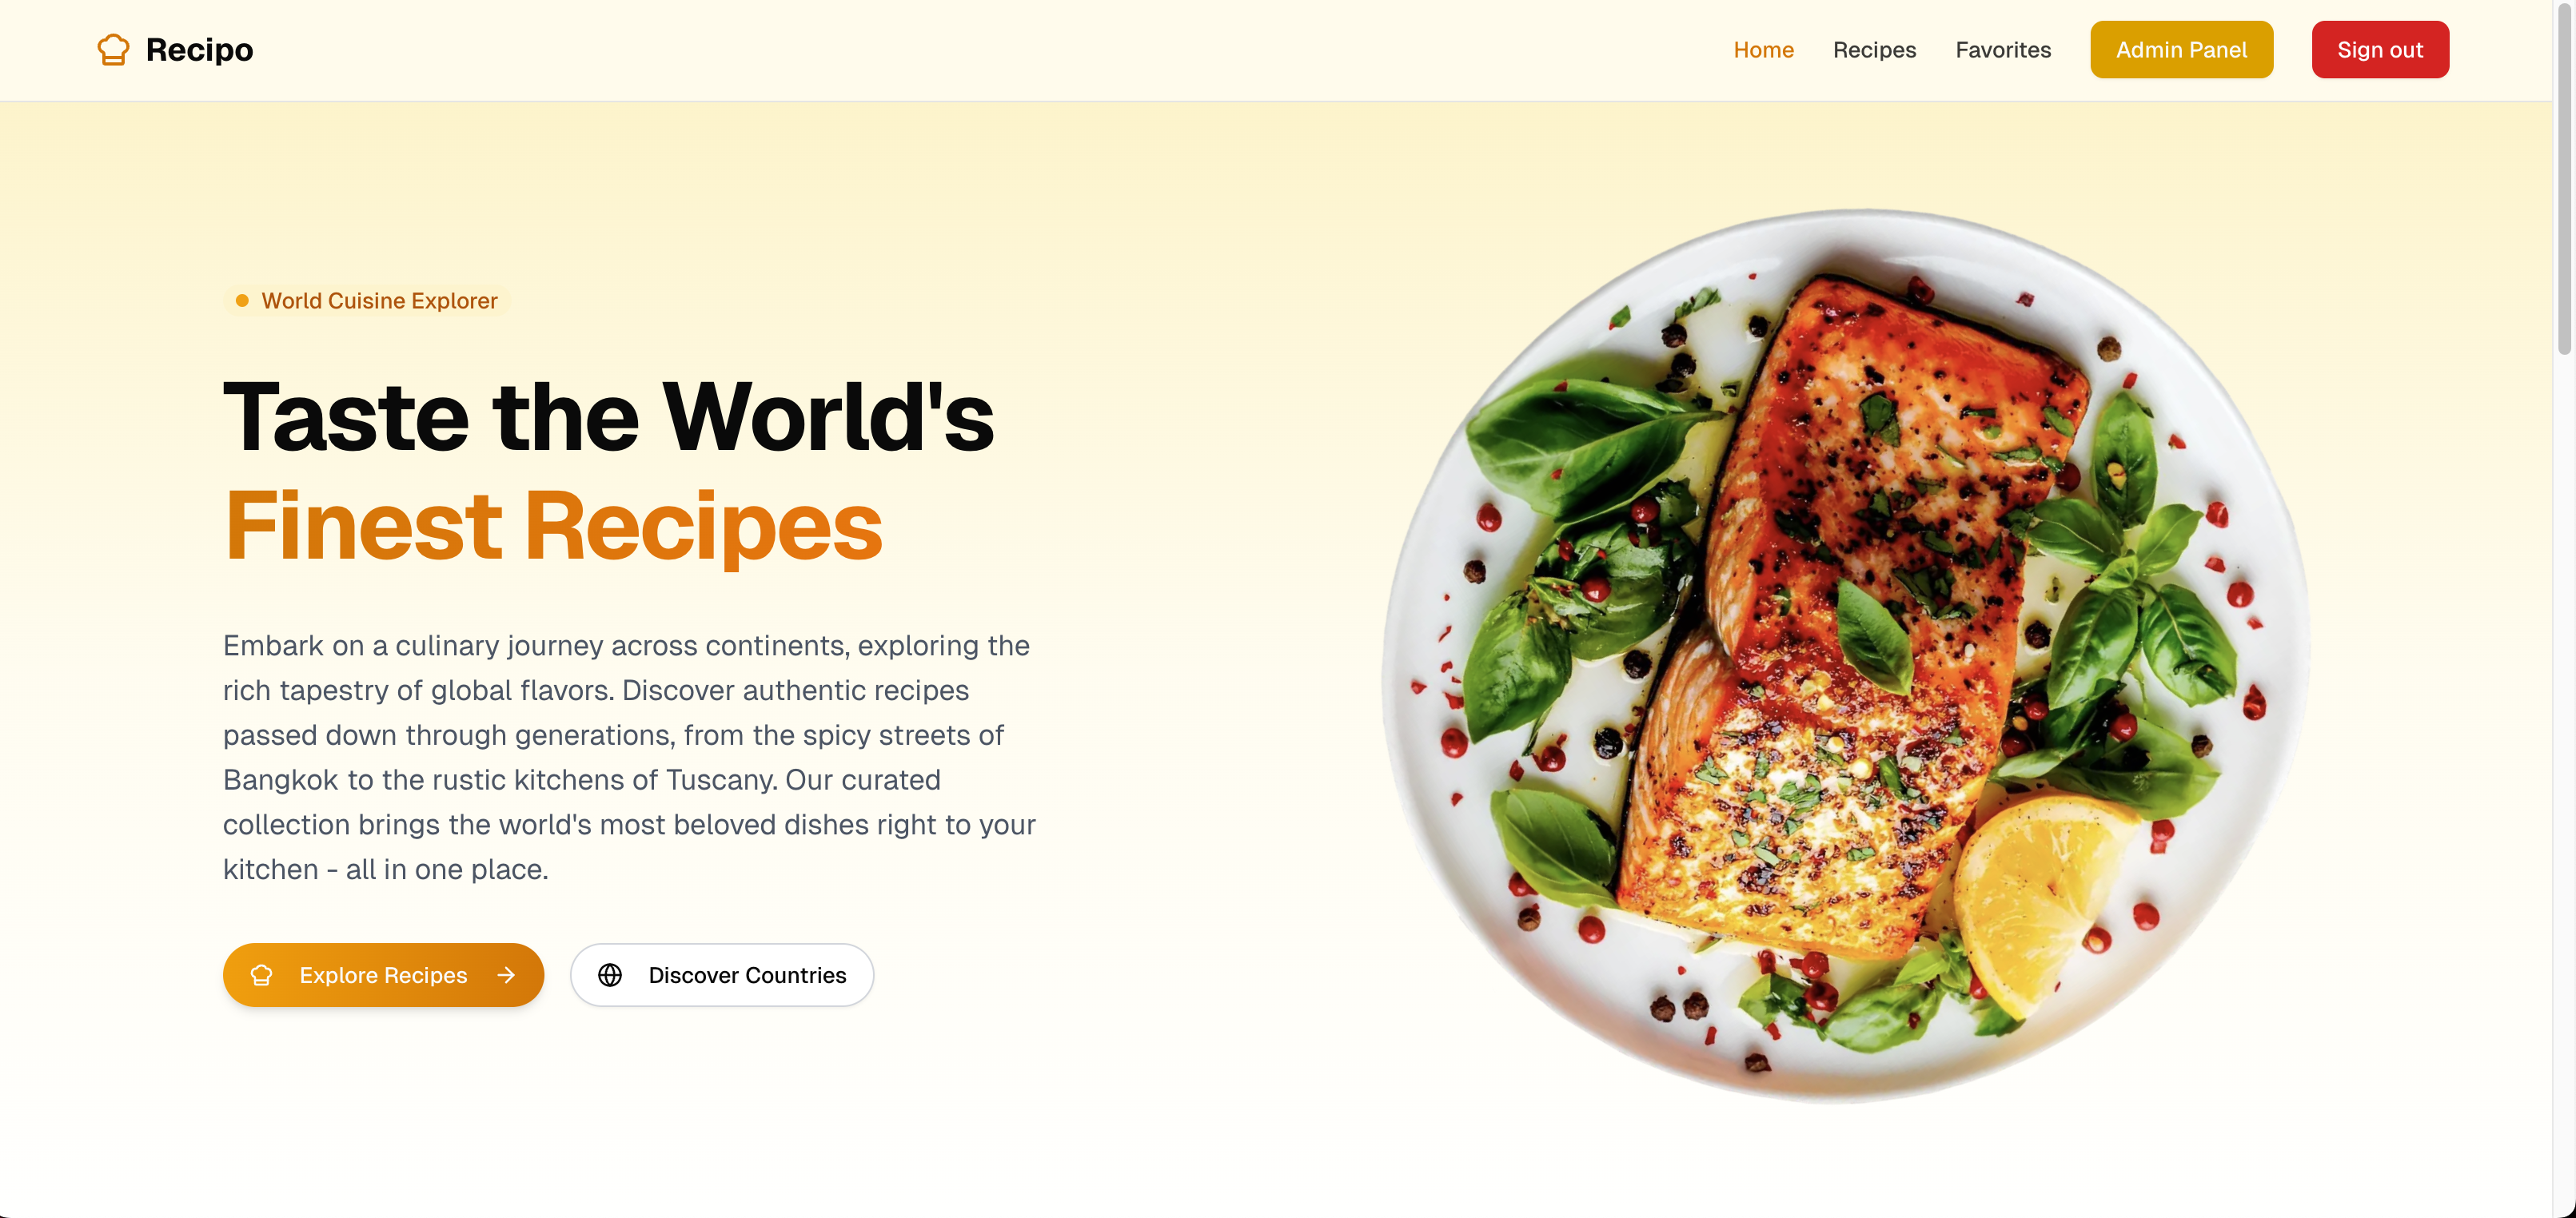 Recipo
Home
Recipes
Favorites
Admin Panel
Sign out
World Cuisine Explorer
Taste the World's
Finest Recipes
Embark on a culinary journey across continents, exploring the
rich tapestry of global flavors. Discover authentic recipes
passed down through generations, from the spicy streets of
Bangkok to the rustic kitchens of Tuscany. Our curated
collection brings the world's most beloved dishes right to your
kitchen - all in one place.
Explore Recipes
Discover Countries